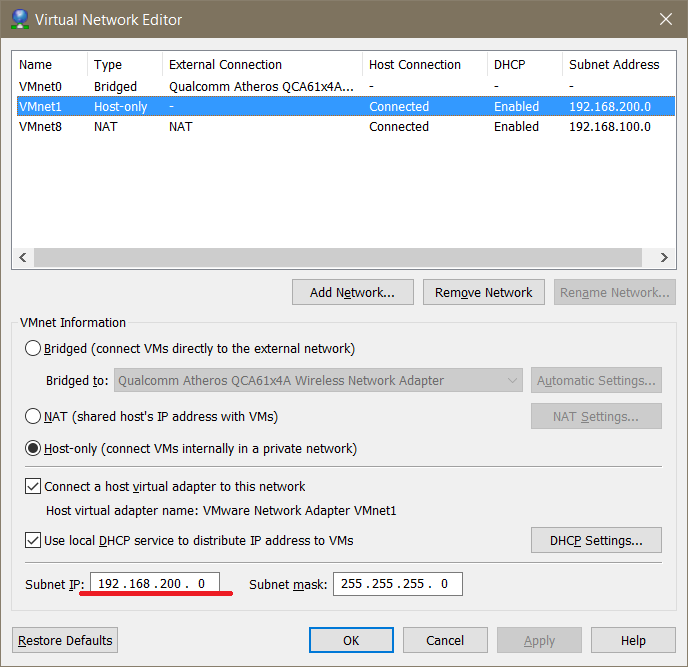 Virtual Network Editor
Name Type External Connection Host Connection DHCP Subnet Address
VMnet0 Bridged Qualcomm Atheros QCA61x4A... - - -
VMnet1 Host-only - Connected Enabled 192.168.200.0
VMnet8 NAT NAT Connected Enabled 192.168.100.0
Add Network... Remove Network Rename Network...
VMnet Information
Bridged (connect VMs directly to the external network)
Bridged to: Qualcomm Atheros QCA61x4A Wireless Network Adapter Automatic Settings...
NAT (shared host's IP address with VMs) NAT Settings...
Host-only (connect VMs internally in a private network)
Connect a host virtual adapter to this network
Host virtual adapter name: VMware Network Adapter VMnet1
Use local DHCP service to distribute IP address to VMs DHCP Settings...
Subnet IP: 192 . 168 . 200 . 0 Subnet mask: 255 . 255 . 255 . 0
Restore Defaults OK Cancel Apply Help